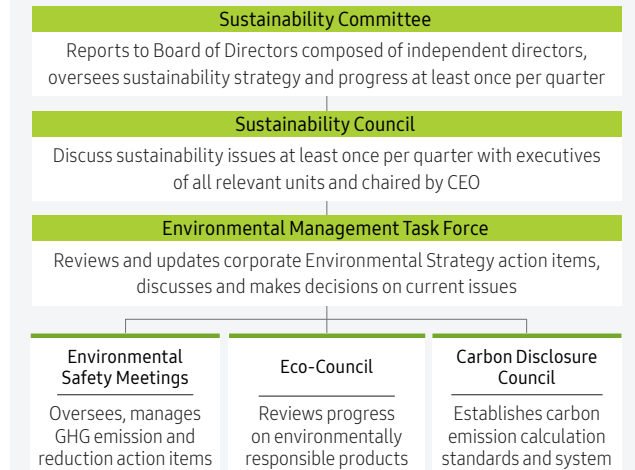 Sustainability Committee
Reports to Board of Directors composed of independent directors,
oversees sustainability strategy and progress at least once per quarter
Sustainability Council
Discuss sustainability issues at least once per quarter with executives
of all relevant units and chaired by CEO
Environmental Management Task Force
Reviews and updates corporate Environmental Strategy action items,
discusses and makes decisions on current issues
Environmental
Safety Meetings
Oversees, manages
GHG emission and
reduction action items
Eco-Council
Reviews progress
on environmentally
responsible products
Carbon Disclosure
Council
Establishes carbon
emission calculation
standards and system